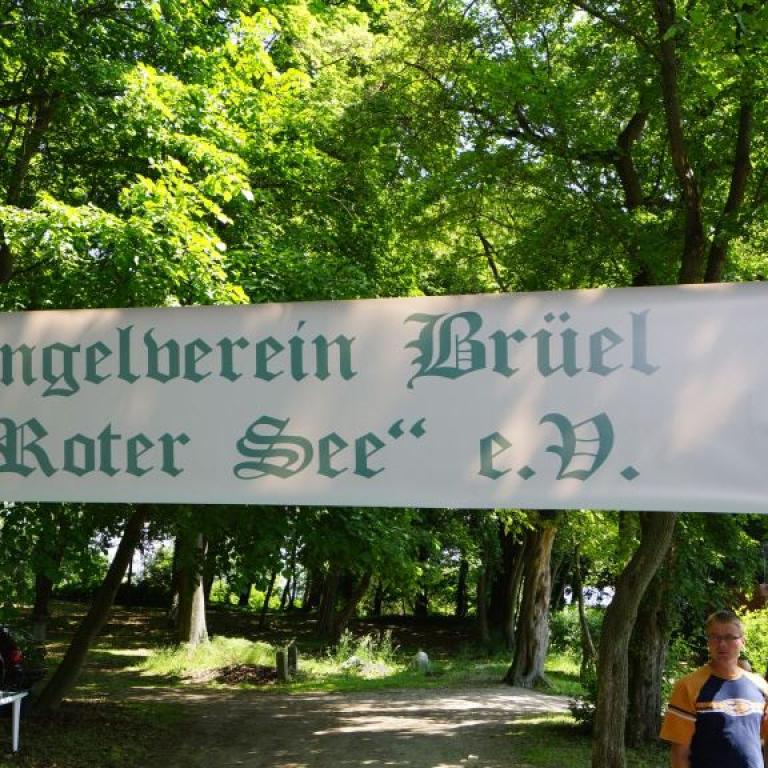 ngelverein Brüel
Roter See“ e.V.